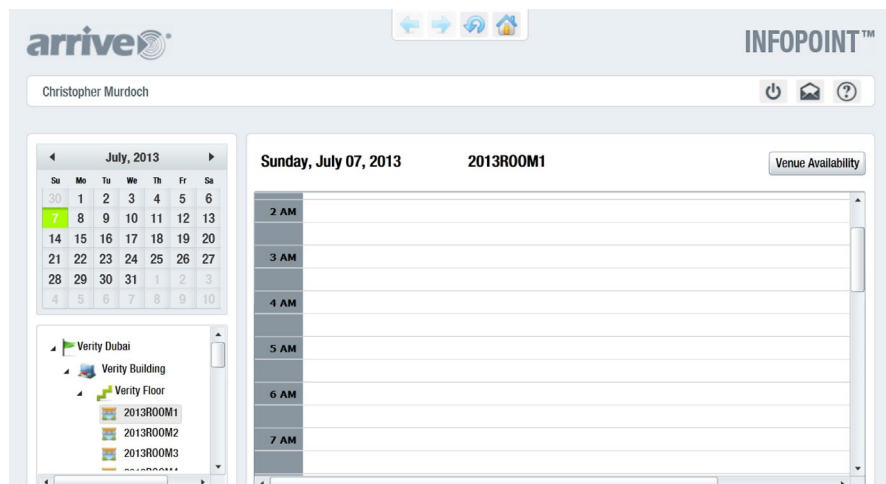 arrive
INFOPOINT™
Christopher Murdoch
July, 2013
Su Mo Tu We Th Fr Sa
30 1 2 3 4 5 6
7 8 9 10 11 12 13
14 15 16 17 18 19 20
21 22 23 24 25 26 27
28 29 30 31 1 2 3
4 5 6 7 8 9 10
Verity Dubai
Verity Building
Verity Floor
2013ROOM1
2013ROOM2
2013ROOM3
Sunday, July 07, 2013 2013ROOM1
Venue Availability
2 AM
3 AM
4 AM
5 AM
6 AM
7 AM